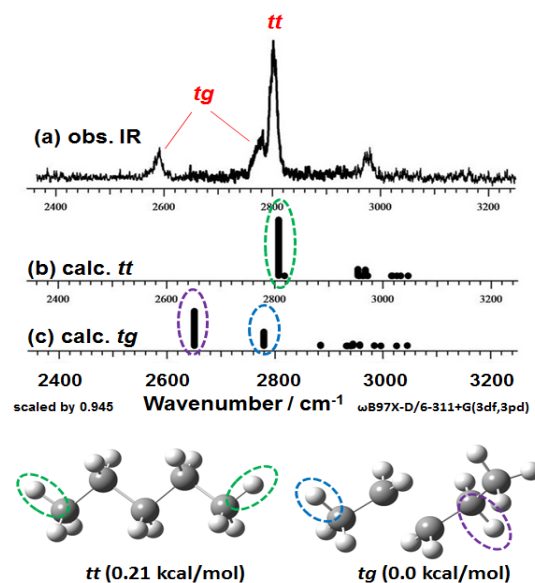 tt
tg
(a) obs. IR
2400 2600 2800 3000 3200
(b) calc. tt
2400 2600 2800 3000 3200
(c) calc. tg
2400 2600 2800 3000 3200
scaled by 0.945 Wavenumber / cm-1 ωB97X-D/6-311+G(3df,3pd)
tt (0.21 kcal/mol) tg (0.0 kcal/mol)